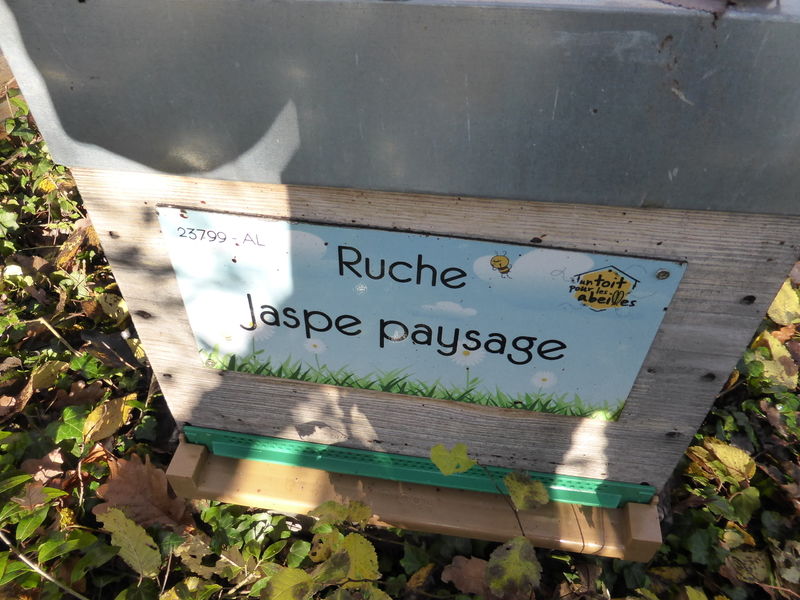 23799 - AL
Ruche
Jaspe paysage
un toit
pour les
abeilles